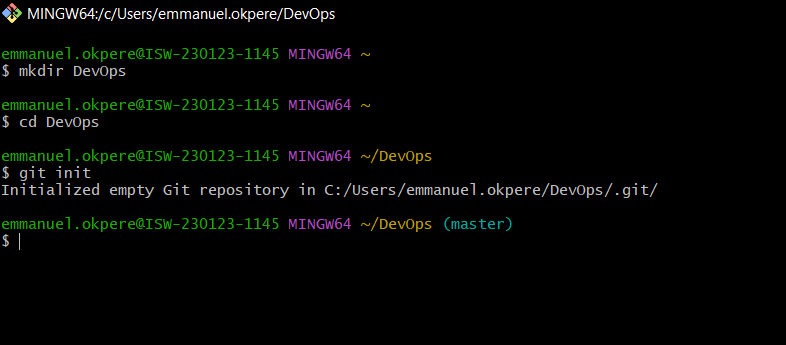 MINGW64:/c/Users/emmanuel.okpere/DevOps
emmanuel.okpere@ISW-230123-1145 MINGW64 ~
$ mkdir DevOps
emmanuel.okpere@ISW-230123-1145 MINGW64 ~
$ cd DevOps
emmanuel.okpere@ISW-230123-1145 MINGW64 ~/DevOps
$ git init
Initialized empty Git repository in C:/Users/emmanuel.okpere/DevOps/.git/
emmanuel.okpere@ISW-230123-1145 MINGW64 ~/DevOps (master)
$